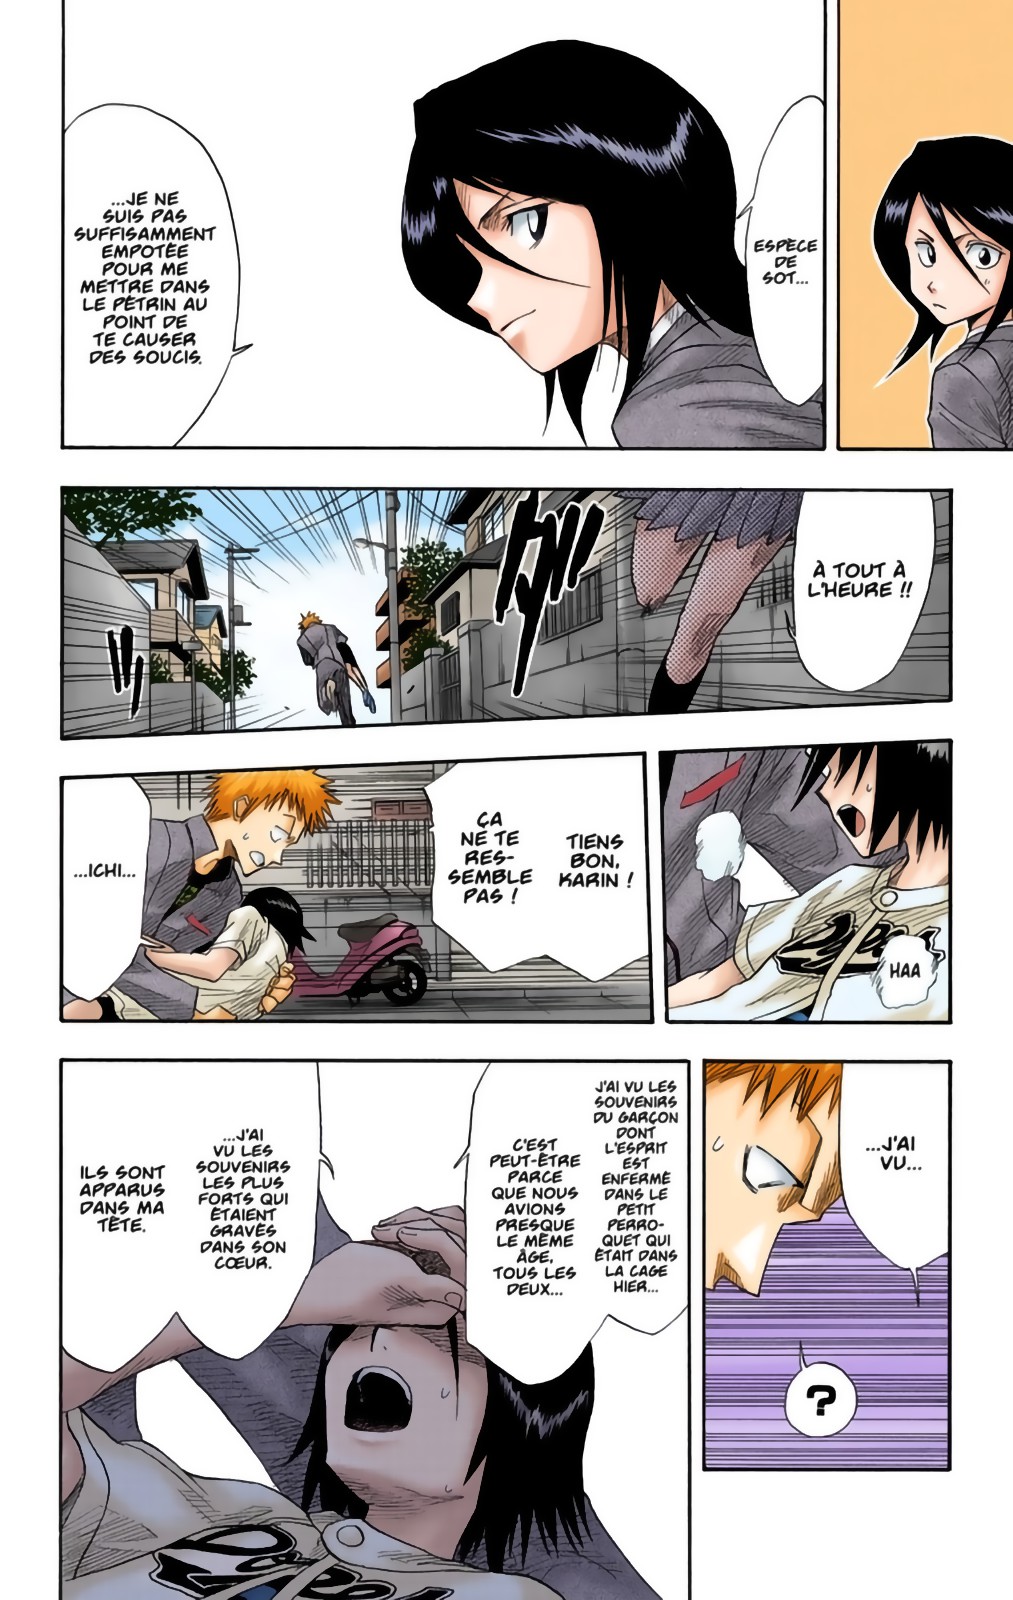 ESPÈCE
DE
SOT...
...JE NE
SUIS PAS
SUFFISAMMENT
EMPOTÉE
POUR ME
METTRE DANS
LE PÉTRIN AU
POINT DE
TE CAUSER
DES SOUCIS.
À TOUT À
L'HEURE !!
HAA
TIENS
BON,
KARIN !
ÇA
NE TE
RES-
SEMBLE
PAS !
...ICHI...
...J'AI
VU...
?
J'AI VU LES
SOUVENIRS
DU GARÇON
DONT
L'ESPRIT
EST
ENFERMÉ
DANS LE
PETIT
PERRO-
QUET QUI
ÉTAIT DANS
LA CAGE
HIER...
C'EST
PEUT-ÊTRE
PARCE
QUE NOUS
AVIONS
PRESQUE
LE MÊME
ÂGE,
TOUS LES
DEUX...
...J'AI
VU LES
SOUVENIRS
LES PLUS
FORTS QUI
ÉTAIENT
GRAVÉS
DANS SON
CŒUR.
ILS SONT
APPARUS
DANS MA
TÊTE.